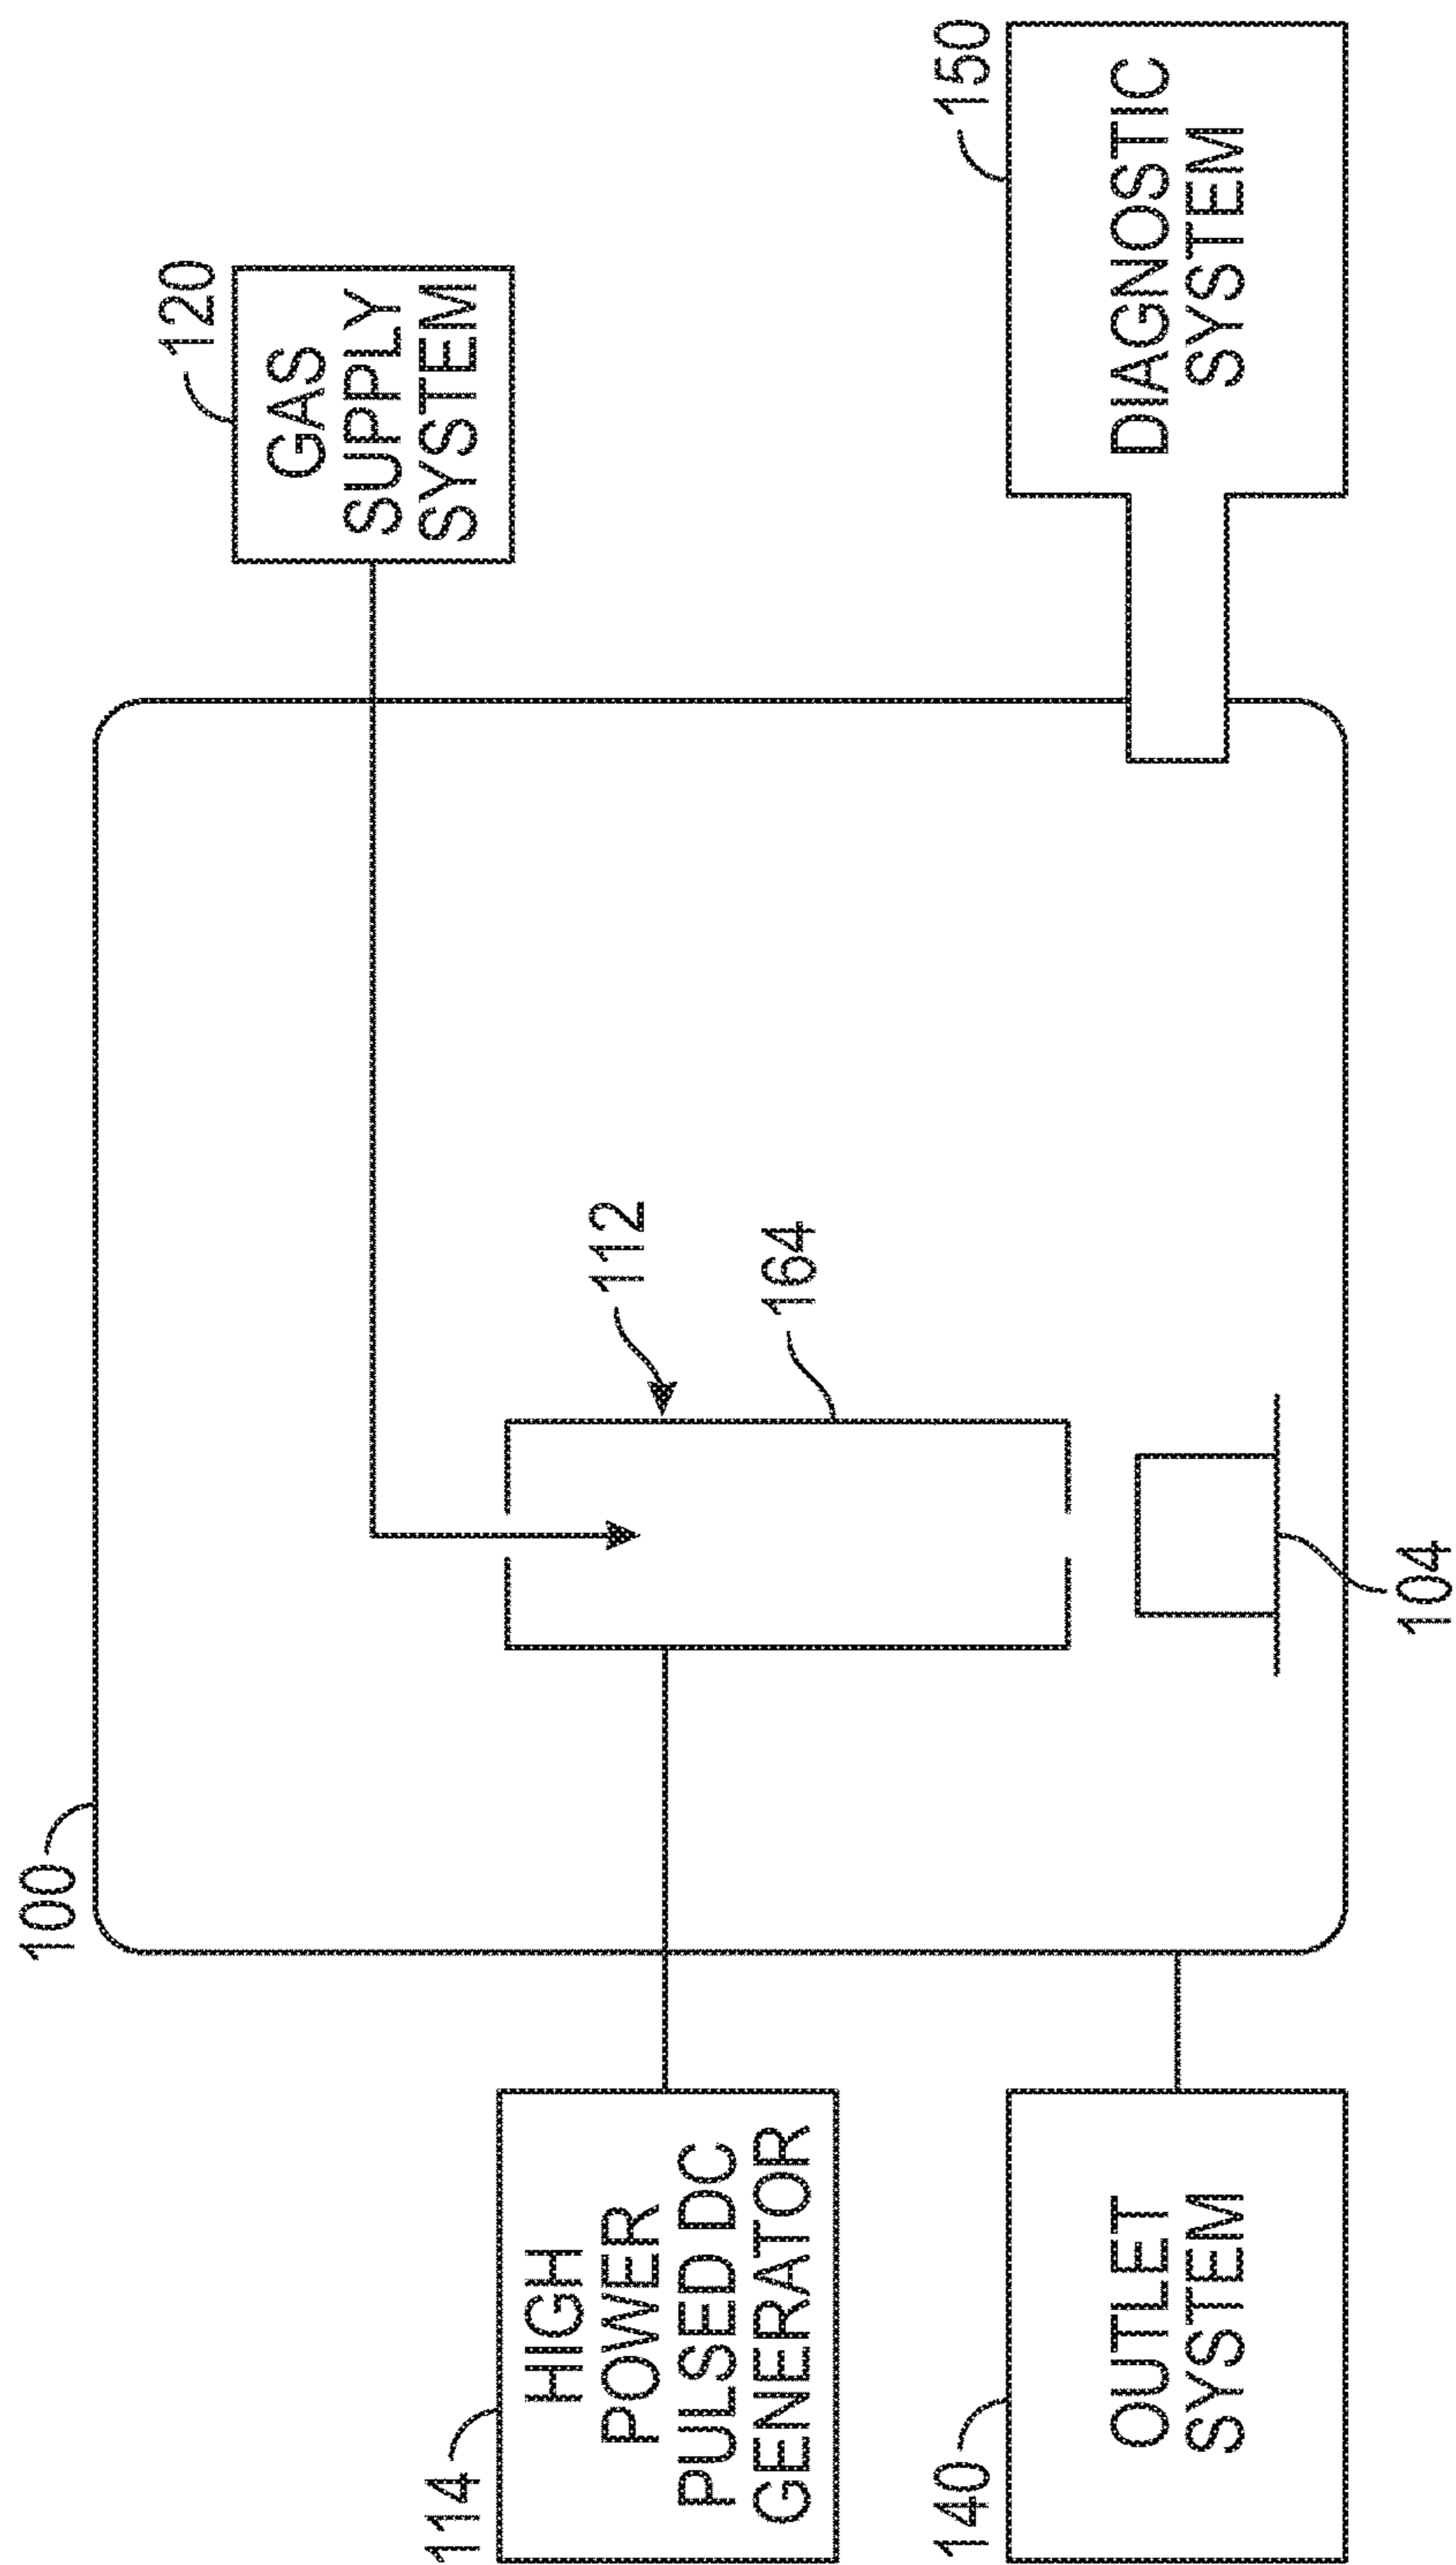 100
120
GAS
SUPPLY
SYSTEM
114
HIGH
POWER
PULSED DC
GENERATOR
112
164
140
OUTLET
SYSTEM
150
DIAGNOSTIC
SYSTEM
104